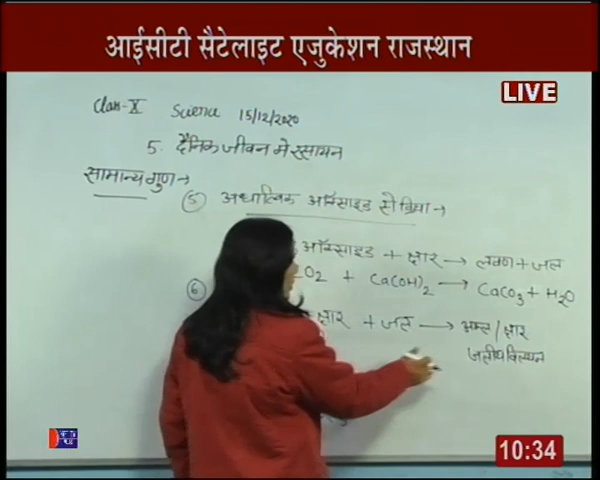 आईसीटी सैटेलाइट एजुकेशन राजस्थान
LIVE
Class-X Science 15/12/2020
5. दैनिक जीवन मे रसायन
सामान्य गुण →
⑤ अधात्विक ऑक्साइड से क्रिया →
ऑक्साइड + क्षार → लवण + जल
O2 + Ca(OH)2 → CaCO3 + H2O
⑥
क्षार + जल → अम्ल / क्षार
जलीय विलयन
10:34